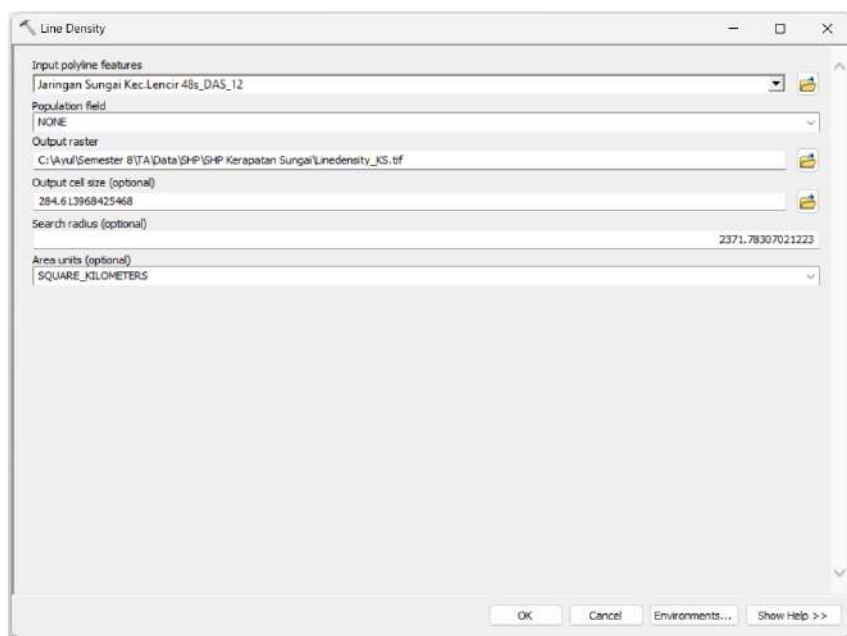 Line Density
Input polyline features
Jaringan Sungai Kec.Lencir 48s_DAS_12
Population field
NONE
Output raster
C:\Ayul\Semester 8\TA\Data\SHP\SHP Kerapatan Sungai\Linedensity_KS.tif
Output cell size (optional)
284.613968425468
Search radius (optional)
2371.78307021223
Area units (optional)
SQUARE_KILOMETERS
OK Cancel Environments... Show Help >>